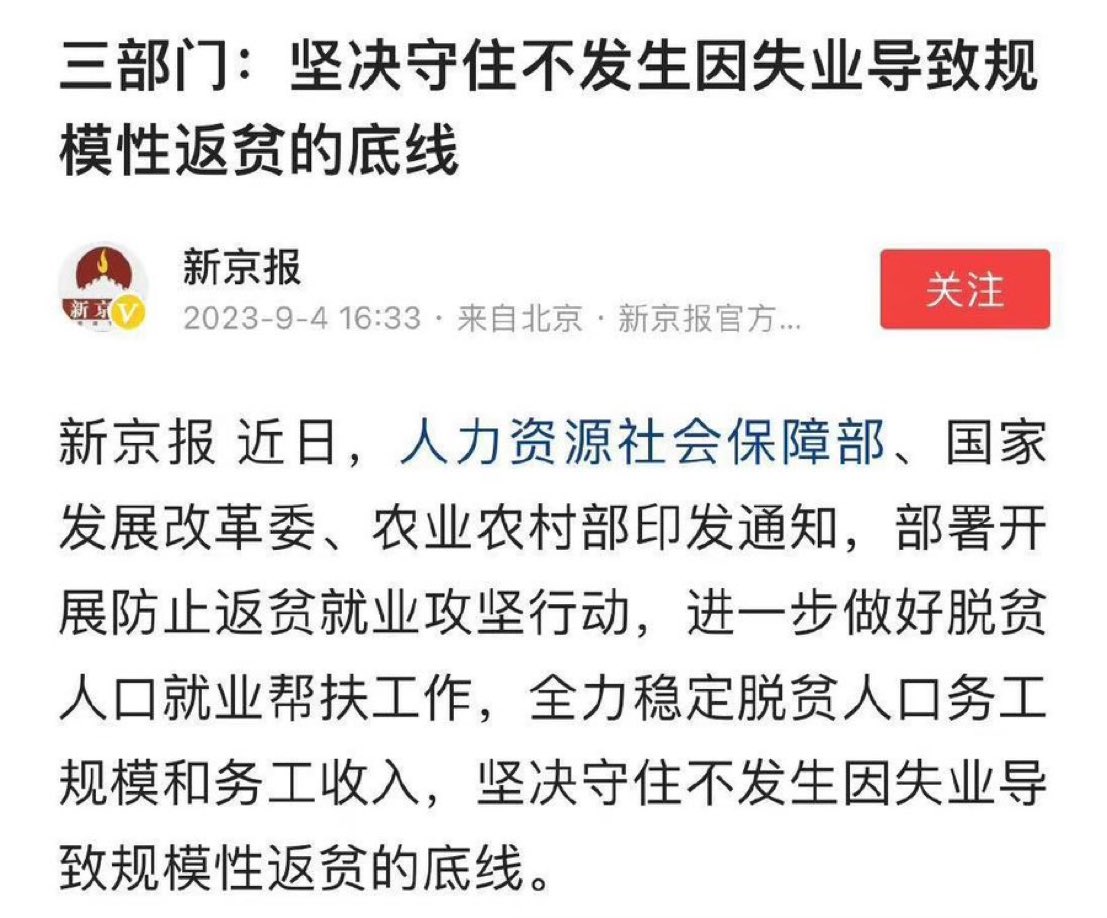 三部门：坚决守住不发生因失业导致规
模性返贫的底线
新京报
2023-9-4 16:33 · 来自北京 · 新京报官方...
关注
新京
V
新京报 近日，人力资源社会保障部、国家
发展改革委、农业农村部印发通知，部署开
展防止返贫就业攻坚行动，进一步做好脱贫
人口就业帮扶工作，全力稳定脱贫人口务工
规模和务工收入，坚决守住不发生因失业导
致规模性返贫的底线。